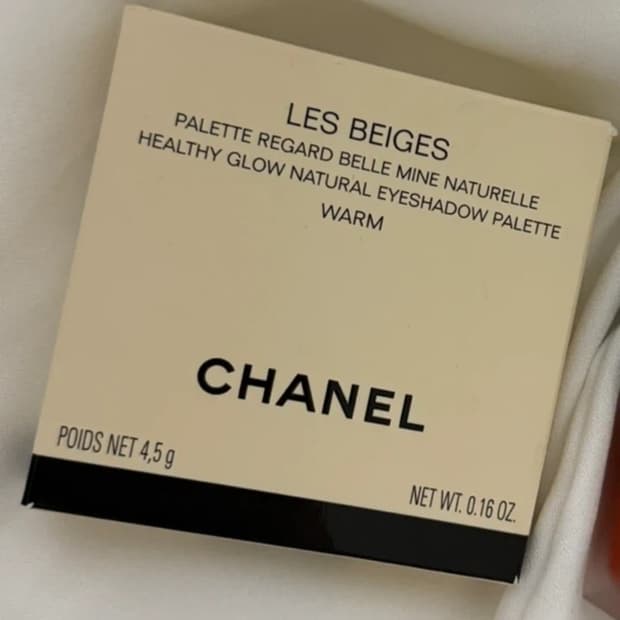 LES BEIGES
PALETTE REGARD BELLE MINE NATURELLE
HEALTHY GLOW NATURAL EYESHADOW PALETTE
WARM
CHANEL
POIDS NET 4,5 g
NET WT. 0.16 OZ.